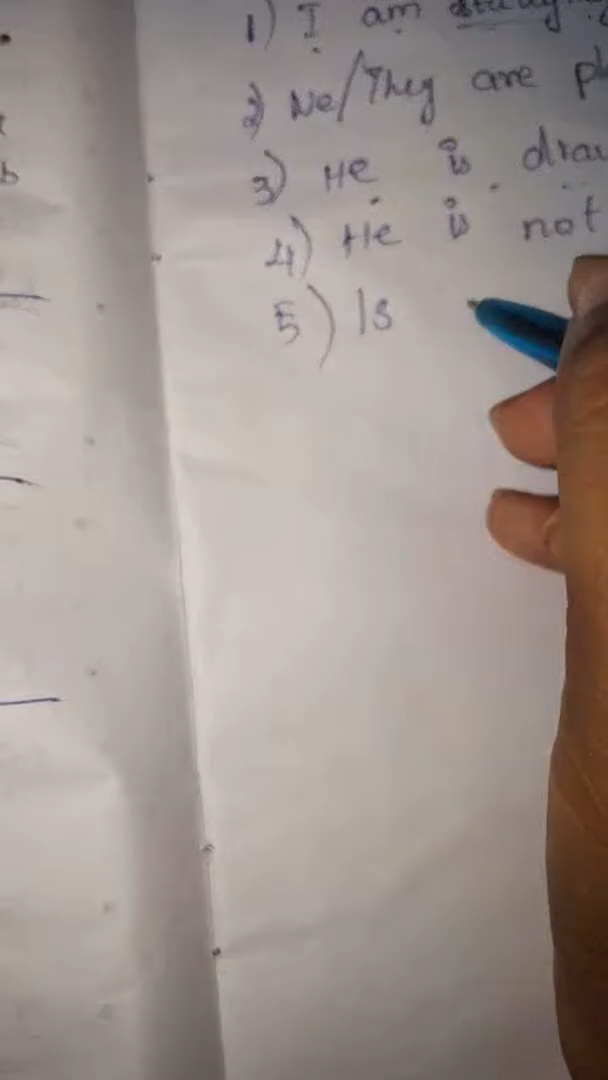 1) I am
2) We/They are
3) He is
4) He is not
5) Is
b